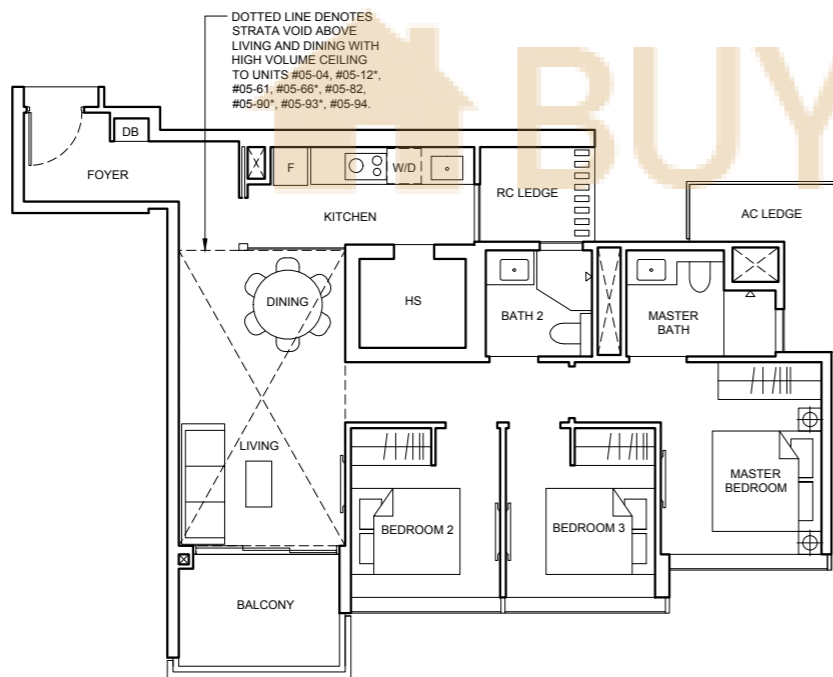 DOTTED LINE DENOTES
STRATA VOID ABOVE
LIVING AND DINING WITH
HIGH VOLUME CEILING
TO UNITS #05-04, #05-12*,
#05-61, #05-66*, #05-82,
#05-90*, #05-93*, #05-94.
BUY
DB
FOYER
X
F
W/D
KITCHEN
RC LEDGE
AC LEDGE
DINING
HS
BATH 2
MASTER
BATH
LIVING
BEDROOM 2
BEDROOM 3
MASTER
BEDROOM
BALCONY